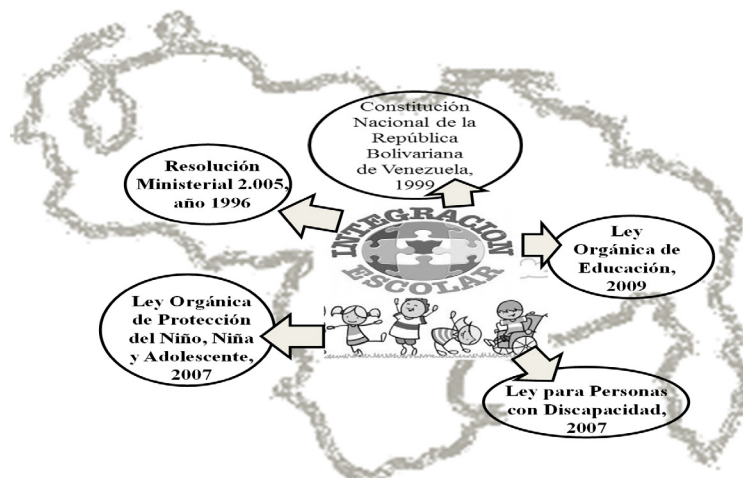 Constitución
Nacional de la
República
Bolivariana
de Venezuela,
1999
Resolución
Ministerial 2.005,
año 1996
INTEGRACION
ESCOLAR
Ley
Orgánica de
Educación,
2009
Ley Orgánica
de Protección
del Niño, Niña
y Adolescente,
2007
Ley para Personas
con Discapacidad,
2007